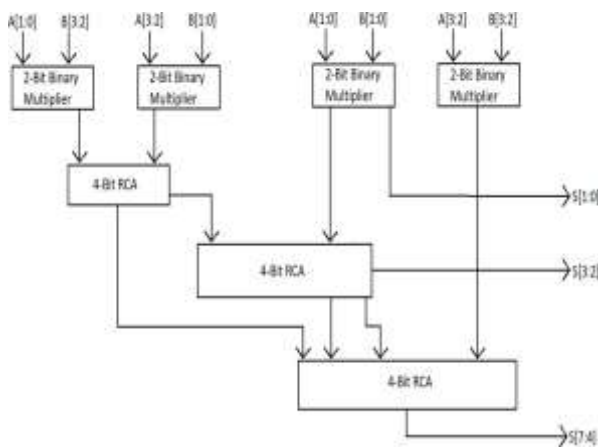 A[1:0] B[3:2] A[3:2] B[1:0] A[1:0] B[1:0] A[3:2] B[3:2]
2-Bit Binary
Multiplier
2-Bit Binary
Multiplier
2-Bit Binary
Multiplier
2-Bit Binary
Multiplier
4-Bit RCA
S[1:0]
4-Bit RCA
S[3:2]
4-Bit RCA
S[7:4]